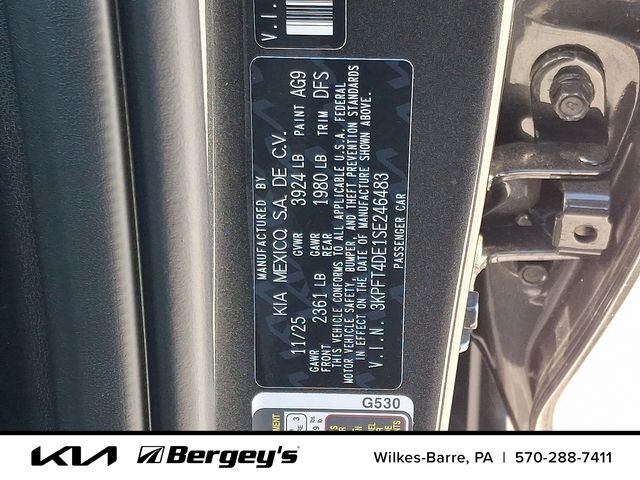 V.I.N.
MANUFACTURED BY
KIA MEXICO, S.A. DE C.V.
11/25 GVWR 3924 LB PAINT AG9
GAWR FRONT 2361 LB GAWR REAR 1980 LB TRIM DFS
THIS VEHICLE CONFORMS TO ALL APPLICABLE U.S.A. FEDERAL
MOTOR VEHICLE SAFETY, BUMPER, AND THEFT PREVENTION STANDARDS
IN EFFECT ON THE DATE OF MANUFACTURE SHOWN ABOVE.
V.I.N. 3KPFT4DE1SE246483
PASSENGER CAR
G530
KIA Bergey's Wilkes-Barre, PA | 570-288-7411